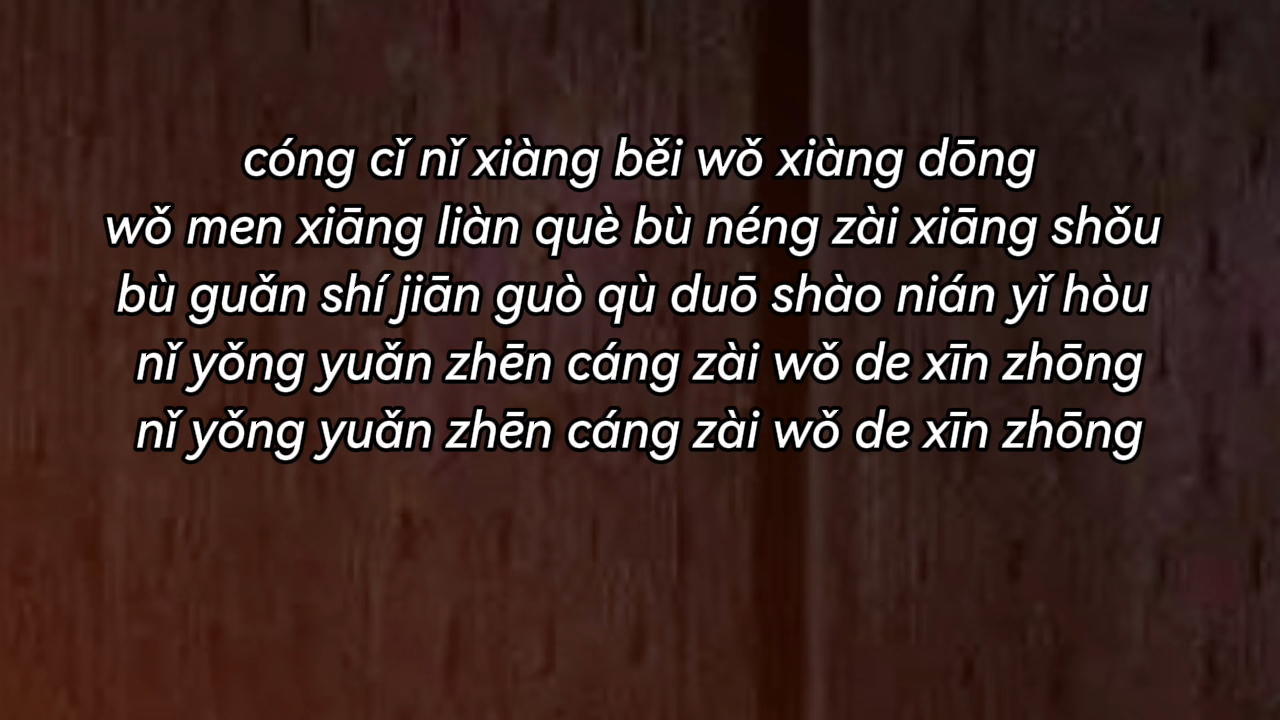 cóng cǐ nǐ xiàng běi wǒ xiàng dōng
wǒ men xiāng liàn què bù néng zài xiāng shǒu
bù guǎn shí jiān guò qù duō shào nián yǐ hòu
nǐ yǒng yuǎn zhēn cáng zài wǒ de xīn zhōng
nǐ yǒng yuǎn zhēn cáng zài wǒ de xīn zhōng